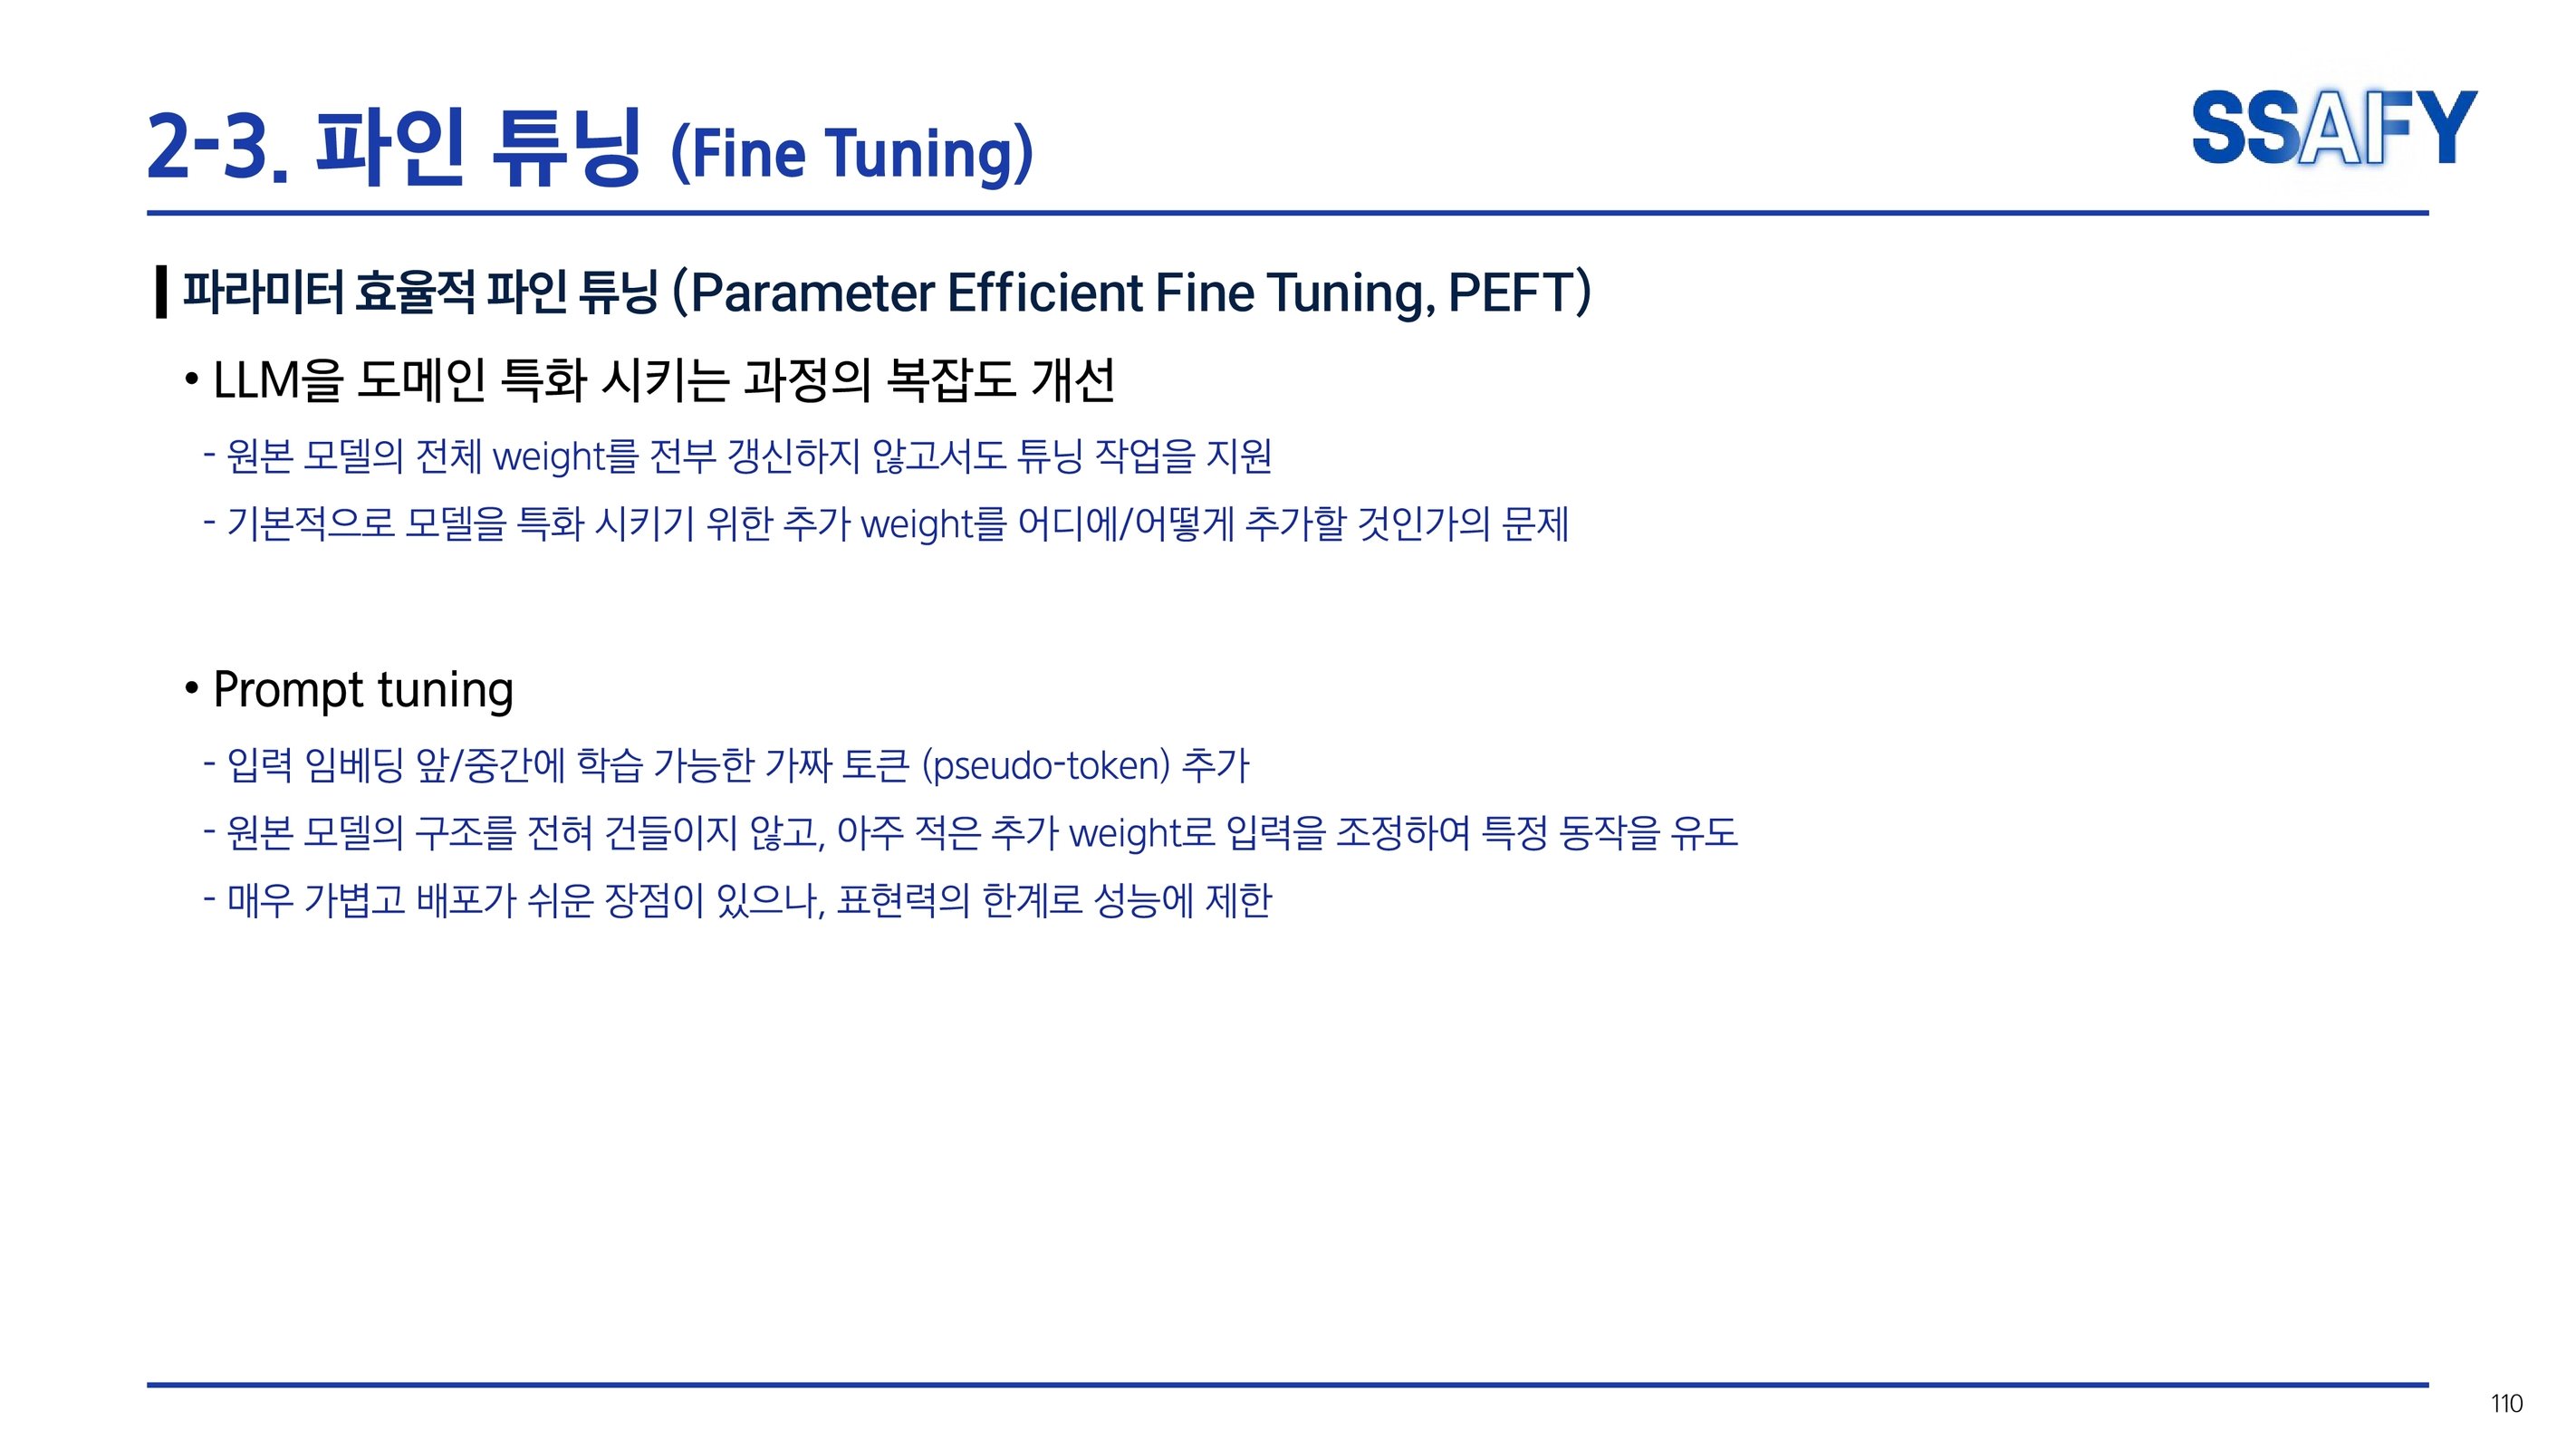 2-3. 파인 튜닝 (Fine Tuning)
SSAFY
파라미터 효율적 파인 튜닝 (Parameter Efficient Fine Tuning, PEFT)
• LLM을 도메인 특화 시키는 과정의 복잡도 개선
- 원본 모델의 전체 weight를 전부 갱신하지 않고서도 튜닝 작업을 지원
- 기본적으로 모델을 특화 시키기 위한 추가 weight를 어디에/어떻게 추가할 것인가의 문제
• Prompt tuning
- 입력 임베딩 앞/중간에 학습 가능한 가짜 토큰 (pseudo-token) 추가
- 원본 모델의 구조를 전혀 건들이지 않고, 아주 적은 추가 weight로 입력을 조정하여 특정 동작을 유도
- 매우 가볍고 배포가 쉬운 장점이 있으나, 표현력의 한계로 성능에 제한
110